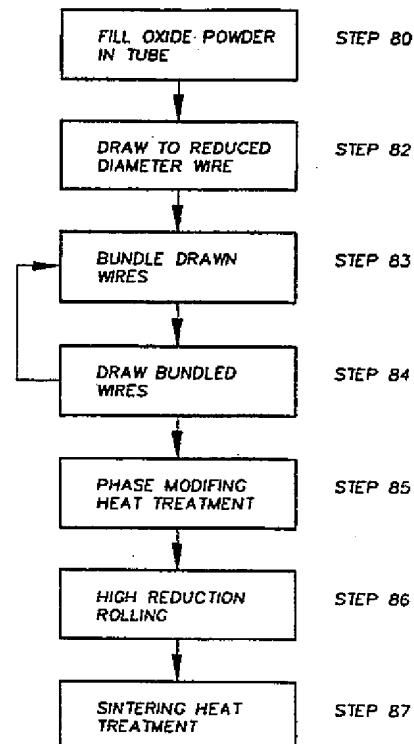 FILL OXIDE POWDER
IN TUBE
STEP 80
DRAW TO REDUCED
DIAMETER WIRE
STEP 82
BUNDLE DRAWN
WIRES
STEP 83
DRAW BUNDLED
WIRES
STEP 84
PHASE MODIFING
HEAT TREATMENT
STEP 85
HIGH REDUCTION
ROLLING
STEP 86
SINTERING HEAT
TREATMENT
STEP 87